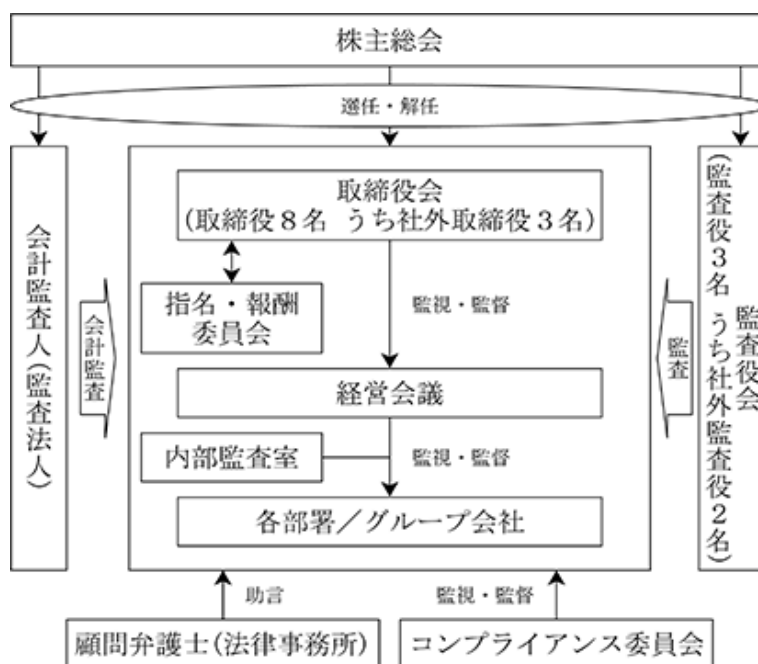 株主総会
選任・解任
会計監査人(監査法人)
会計監査
取締役会
(取締役8名 うち社外取締役3名)
指名・報酬
委員会
監視・監督
経営会議
内部監査室
監視・監督
各部署／グループ会社
監査
監査役会
(監査役3名 うち社外監査役2名)
助言
監視・監督
顧問弁護士(法律事務所)
コンプライアンス委員会